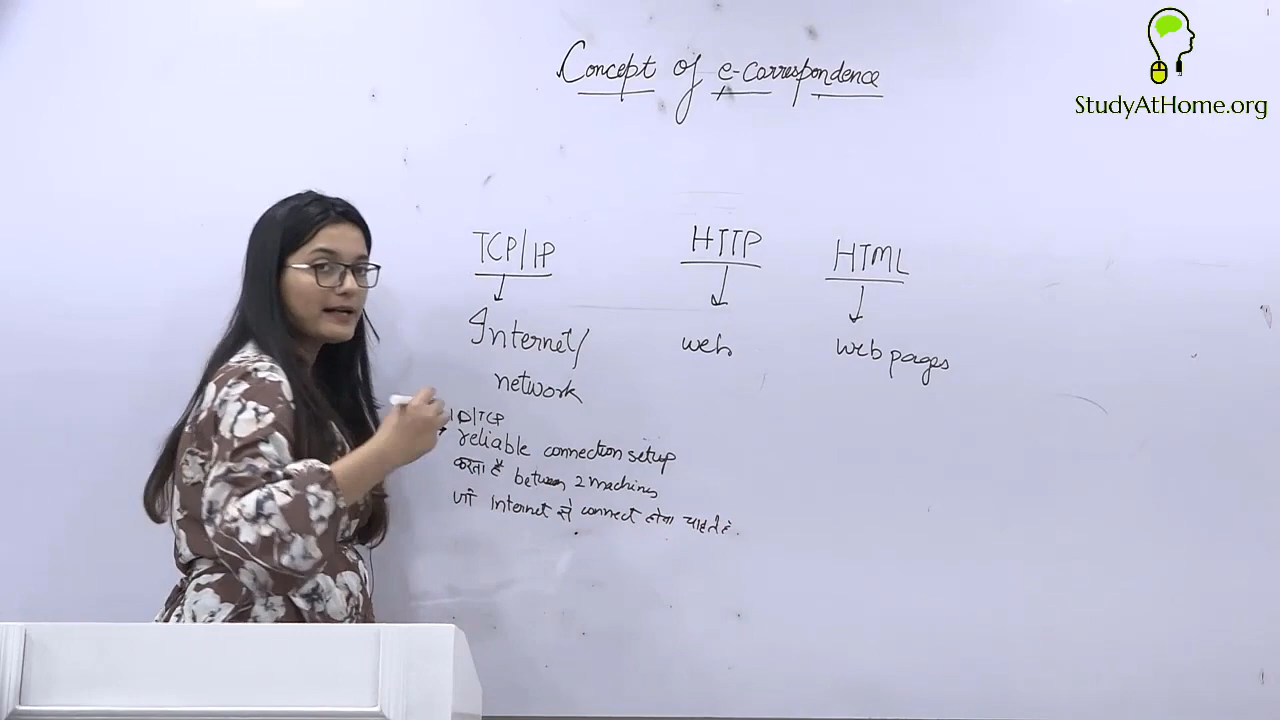 Concept of e-correspondence
StudyAtHome.org
TCP/IP
HTTP
HTML
Internet/
network
web
web pages
IP/TCP
reliable connection setup
करता है between 2 machines
जो Internet से connect होना चाहते है.